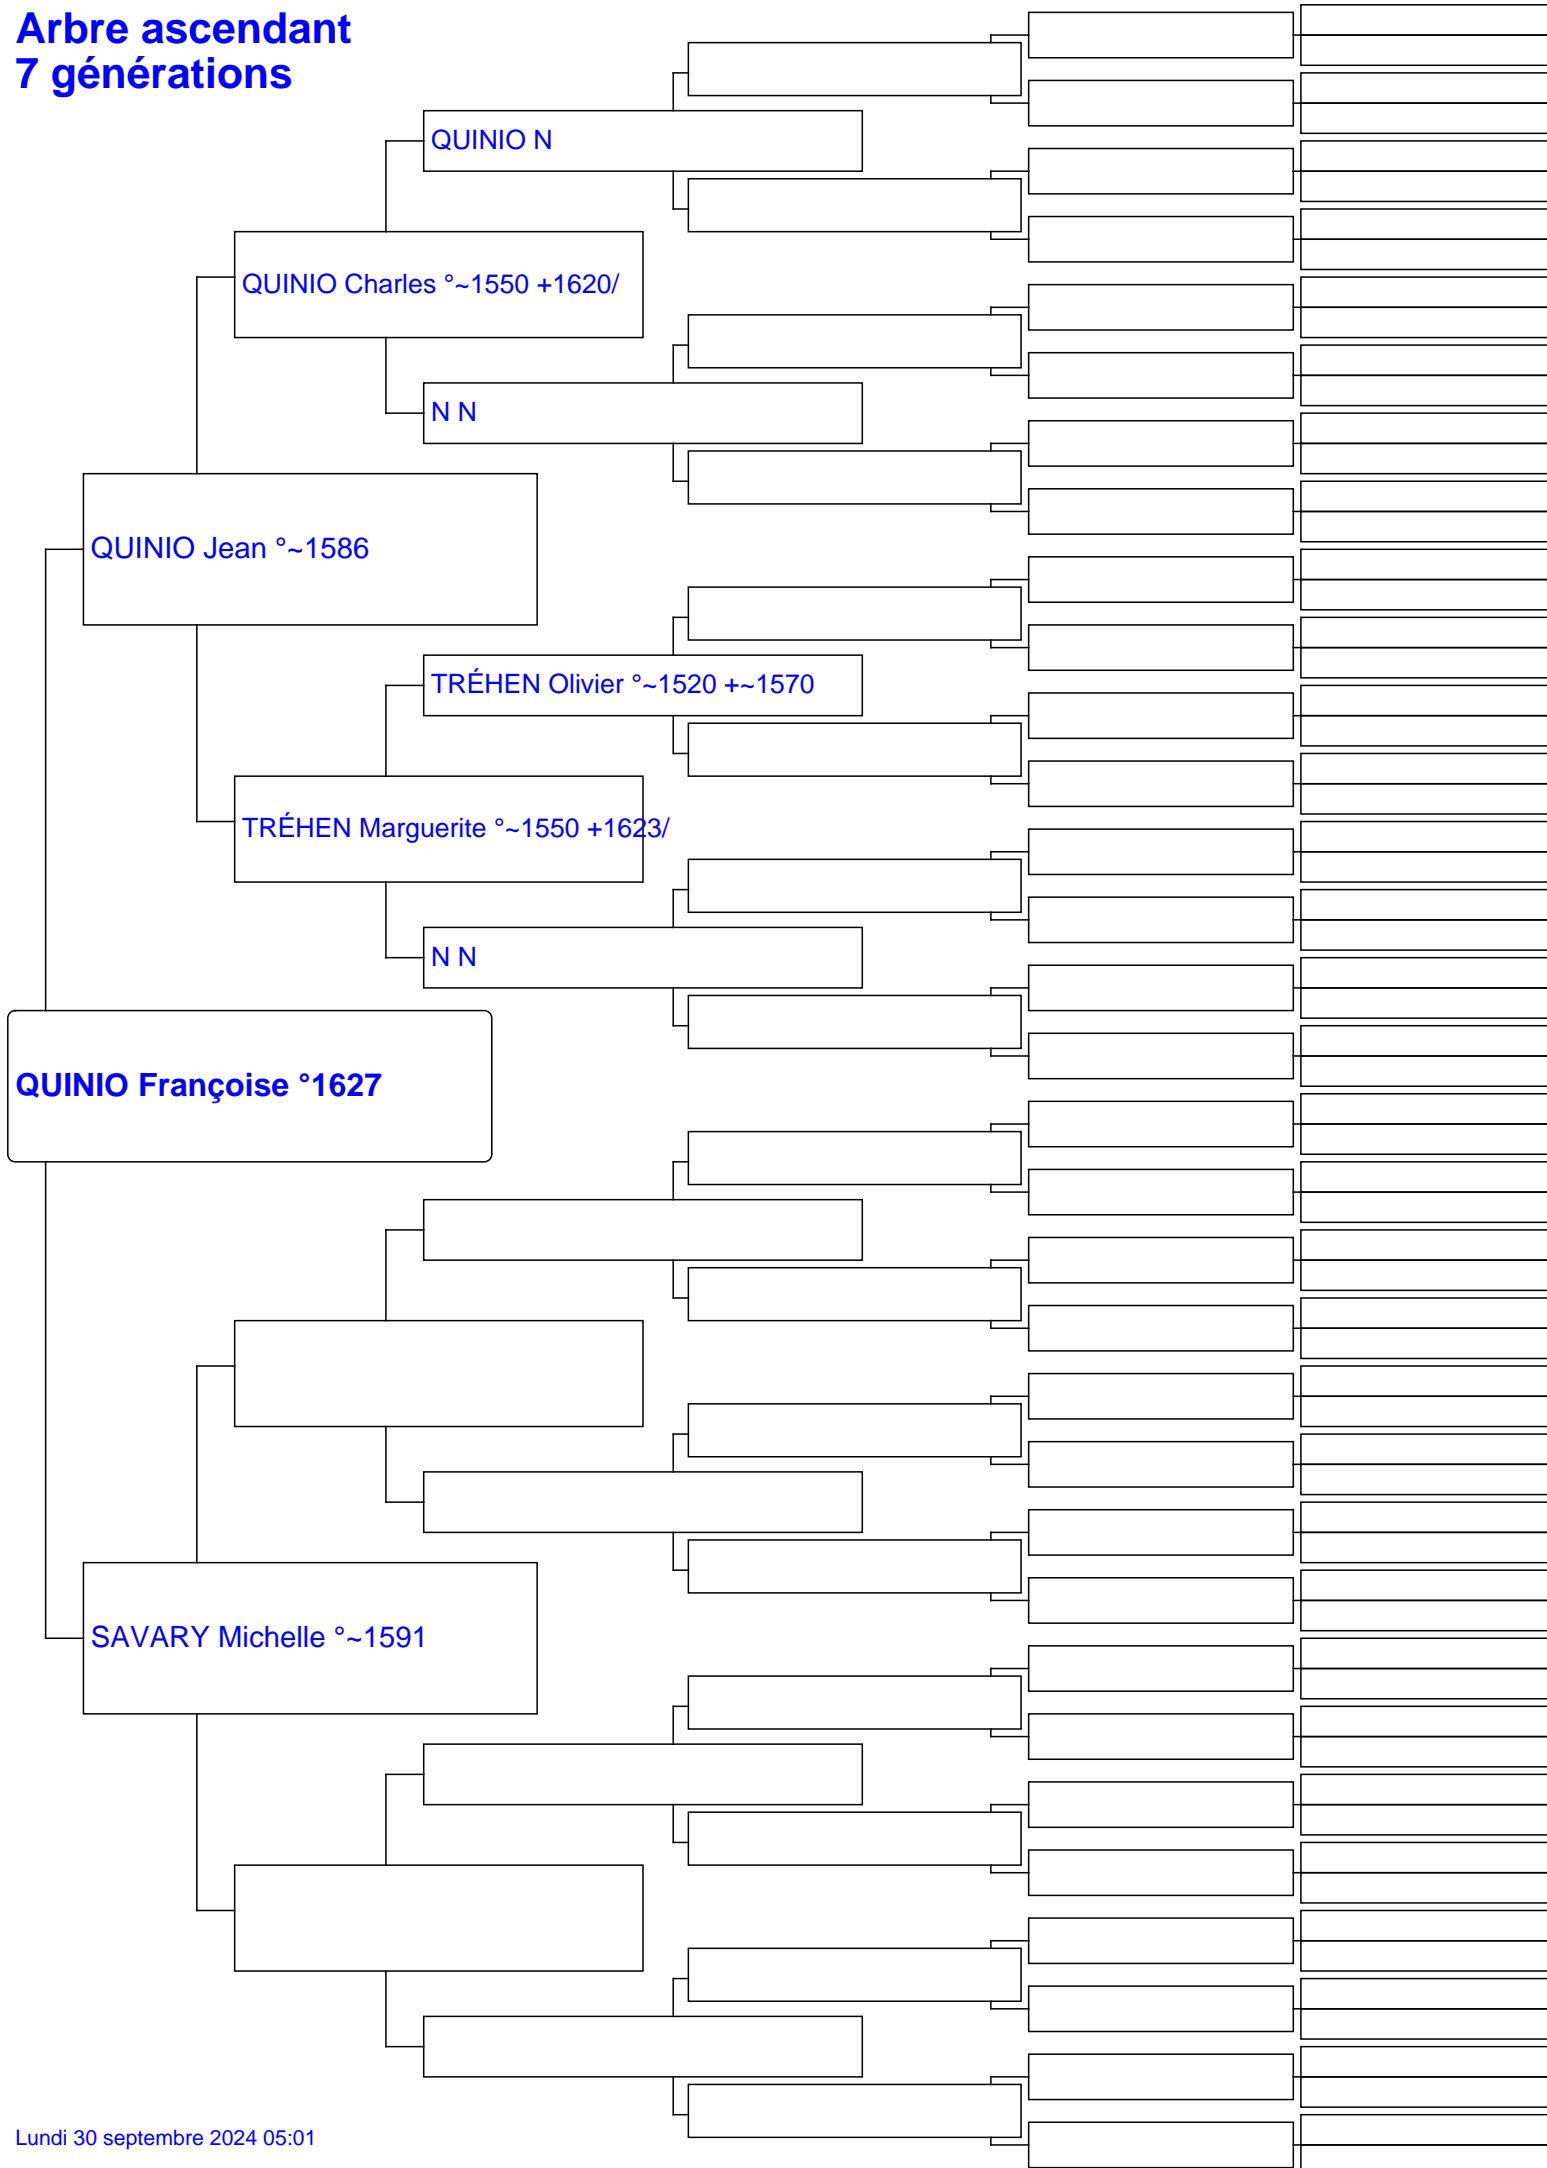 Arbre ascendant
7 générations
QUINIO N
QUINIO Charles °~1550 +1620/
N N
QUINIO Jean °~1586
TRÉHEN Olivier °~1520 +~1570
TRÉHEN Marguerite °~1550 +1623/
N N
QUINIO Françoise °1627
SAVARY Michelle °~1591
Lundi 30 septembre 2024 05:01